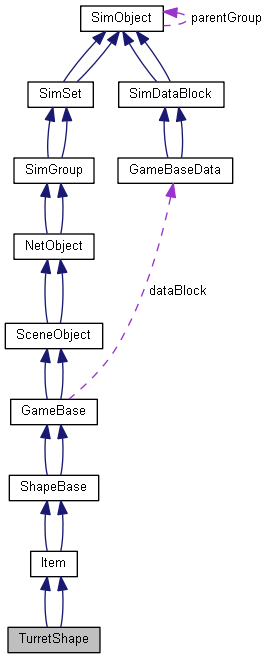 SimObject
parentGroup
SimSet
SimDataBlock
SimGroup
GameBaseData
NetObject
dataBlock
SceneObject
GameBase
ShapeBase
Item
TurretShape